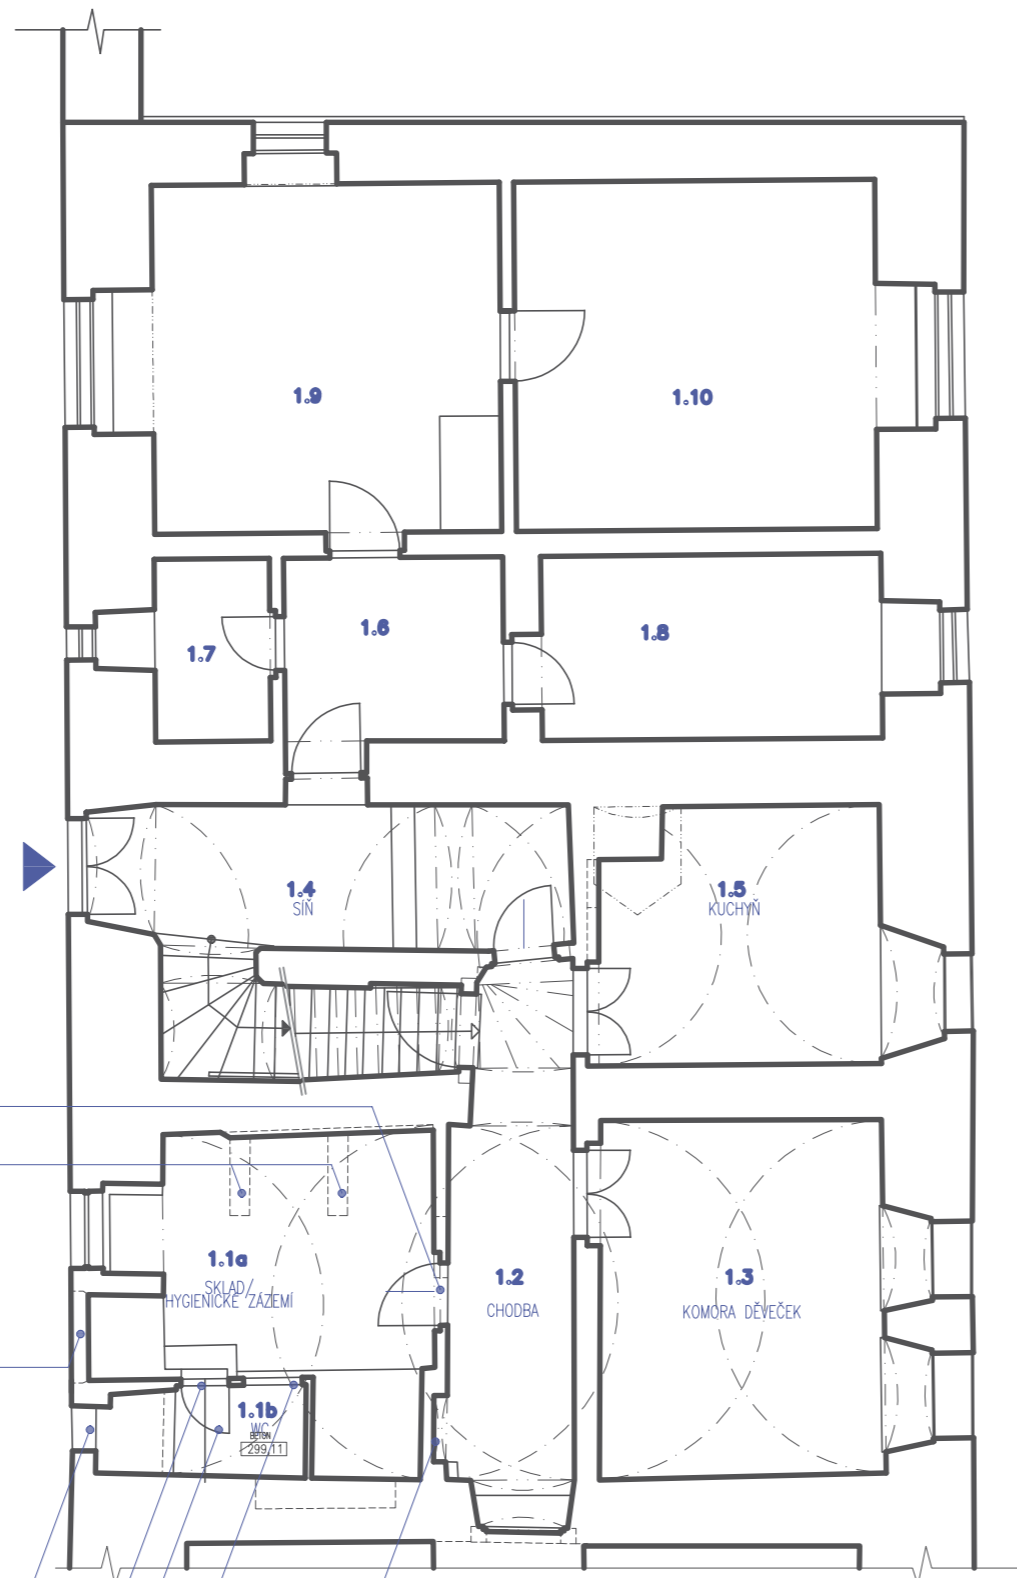 1.9
1.10
1.6
1.8
1.7
1.4
SÍŇ
1.5
KUCHYŇ
1.1a
SKLAD/
HYGIENICKÉ ZÁZEMÍ
1.2
CHODBA
1.3
KOMORA DĚVEČEK
1.1b
WC
BETON
299,11